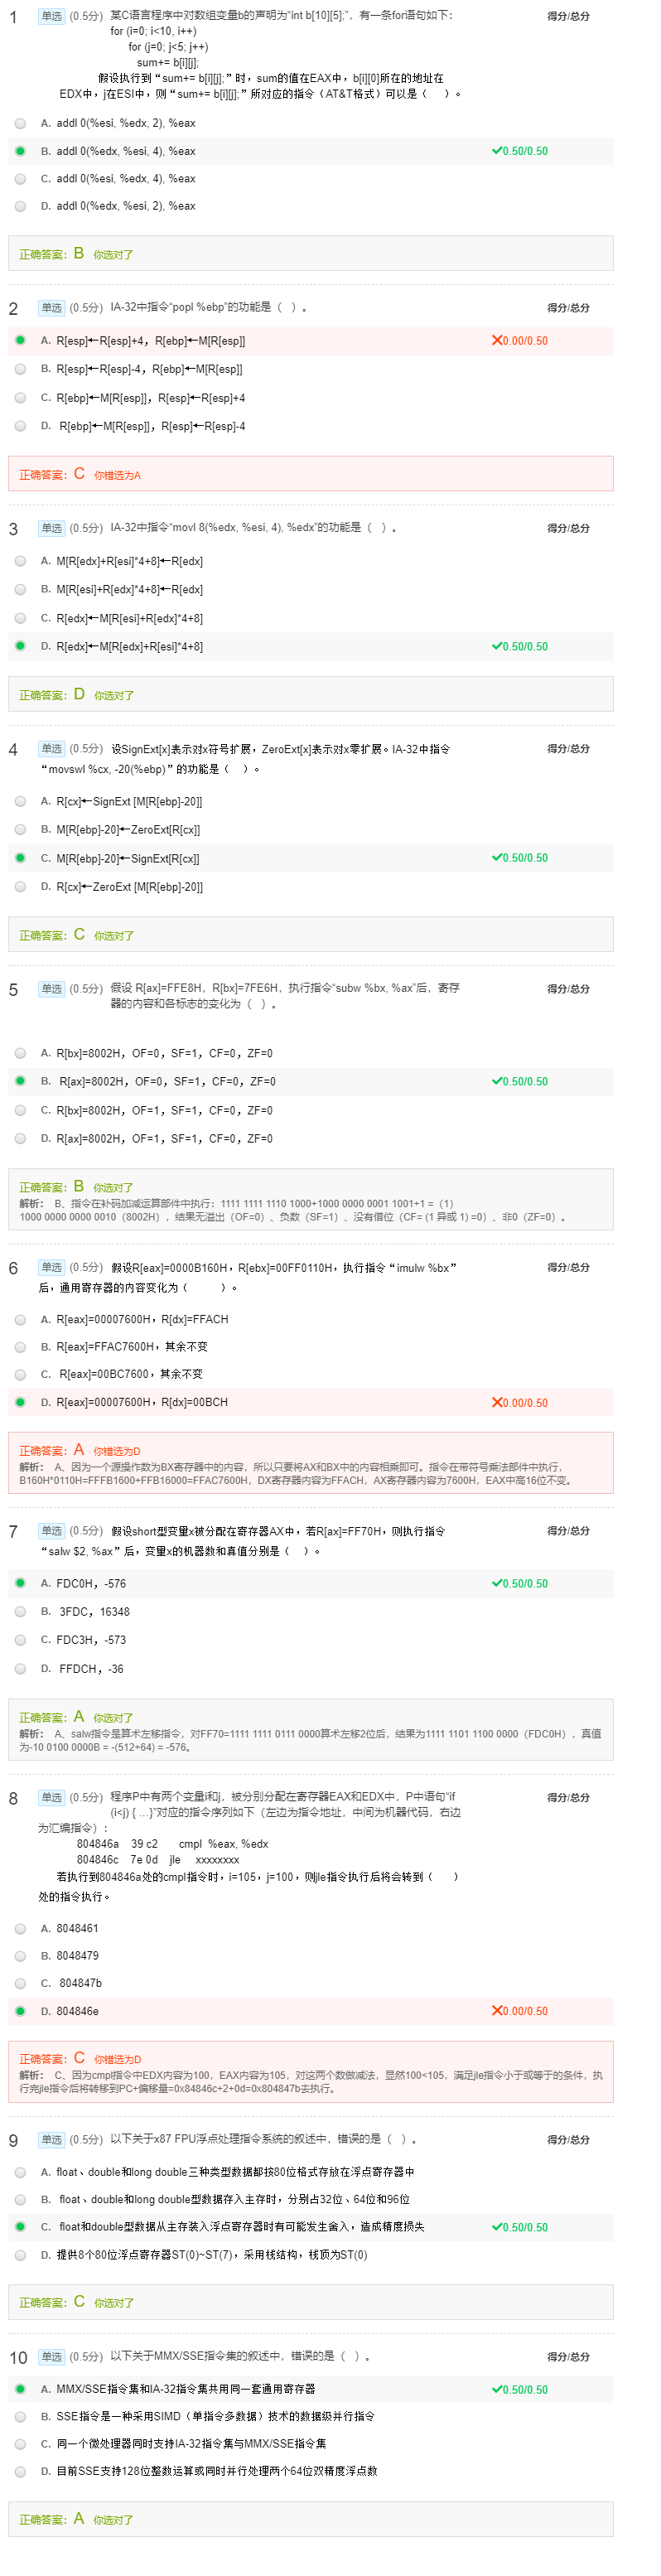 1 单选 (0.5分) 某C语言程序中对数组变量b的声明为“int b[10][5];”，有一条for语句如下： 得分/总分
for (i=0; i<10, i++)
for (j=0; j<5; j++)
sum+= b[i][j];
假设执行到“sum+= b[i][j];”时，sum的值在EAX中，b[i][0]所在的地址在
EDX中，j在ESI中，则“sum+= b[i][j];”所对应的指令（AT&T格式）可以是（ ）。
A. addl 0(%esi, %edx, 2), %eax
B. addl 0(%edx, %esi, 4), %eax 0.50/0.50
C. addl 0(%esi, %edx, 4), %eax
D. addl 0(%edx, %esi, 2), %eax
正确答案：B 你选对了
2 单选 (0.5分) IA-32中指令“popl %ebp”的功能是（ ）。 得分/总分
A. R[esp]←R[esp]+4，R[ebp]←M[R[esp]] 0.00/0.50
B. R[esp]←R[esp]-4，R[ebp]←M[R[esp]]
C. R[ebp]←M[R[esp]]，R[esp]←R[esp]+4
D. R[ebp]←M[R[esp]]，R[esp]←R[esp]-4
正确答案：C 你错选为A
3 单选 (0.5分) IA-32中指令“movl 8(%edx, %esi, 4), %edx”的功能是（ ）。 得分/总分
A. M[R[edx]+R[esi]*4+8]←R[edx]
B. M[R[esi]+R[edx]*4+8]←R[edx]
C. R[edx]←M[R[esi]+R[edx]*4+8]
D. R[edx]←M[R[edx]+R[esi]*4+8] 0.50/0.50
正确答案：D 你选对了
4 单选 (0.5分) 设SignExt[x]表示对x符号扩展，ZeroExt[x]表示对x零扩展。IA-32中指令 得分/总分
“movswl %cx, -20(%ebp)”的功能是（ ）。
A. R[cx]←SignExt [M[R[ebp]-20]]
B. M[R[ebp]-20]←ZeroExt[R[cx]]
C. M[R[ebp]-20]←SignExt[R[cx]] 0.50/0.50
D. R[cx]←ZeroExt [M[R[ebp]-20]]
正确答案：C 你选对了
5 单选 (0.5分) 假设 R[ax]=FFE8H，R[bx]=7FE6H，执行指令“subw %bx, %ax”后，寄存 得分/总分
器的内容和各标志的变化为（ ）。
A. R[bx]=8002H，OF=0，SF=1，CF=0，ZF=0
B. R[ax]=8002H，OF=0，SF=1，CF=0，ZF=0 0.50/0.50
C. R[bx]=8002H，OF=1，SF=1，CF=0，ZF=0
D. R[ax]=8002H，OF=1，SF=1，CF=0，ZF=0
正确答案：B 你选对了
解析： B、指令在补码加减运算部件中执行：1111 1111 1110 1000+1000 0000 0001 1001+1 =（1）
1000 0000 0000 0010（8002H），结果无溢出（OF=0）、负数（SF=1）、没有借位（CF= (1 异或 1) =0）、非0（ZF=0）。
6 单选 (0.5分) 假设R[eax]=0000B160H，R[ebx]=00FF0110H，执行指令“imulw %bx” 得分/总分
后，通用寄存器的内容变化为（ ）。
A. R[eax]=00007600H，R[dx]=FFACH
B. R[eax]=FFAC7600H，其余不变
C. R[eax]=00BC7600，其余不变
D. R[eax]=00007600H，R[dx]=00BCH 0.00/0.50
正确答案：A 你错选为D
解析： A、因为一个源操作数为BX寄存器中的内容，所以只要将AX和BX中的内容相乘即可。指令在带符号乘法部件中执行，
B160H*0110H=FFFB1600+FFB16000=FFAC7600H，DX寄存器内容为FFACH，AX寄存器内容为7600H，EAX中高16位不变。
7 单选 (0.5分) 假设short型变量x被分配在寄存器AX中，若R[ax]=FF70H，则执行指令 得分/总分
“salw $2, %ax”后，变量x的机器数和真值分别是（ ）。
A. FDC0H，-576 0.50/0.50
B. 3FDC，16348
C. FDC3H，-573
D. FFDCH，-36
正确答案：A 你选对了
解析： A、salw指令是算术左移指令，对FF70=1111 1111 0111 0000算术左移2位后，结果为1111 1101 1100 0000（FDC0H），真值
为-10 0100 0000B = -(512+64) = -576。
8 单选 (0.5分) 程序P中有两个变量i和j，被分别分配在寄存器EAX和EDX中，P中语句“if 得分/总分
(i<j) { …}”对应的指令序列如下（左边为指令地址，中间为机器代码，右边
为汇编指令）：
804846a 39 c2 cmpl %eax, %edx
804846c 7e 0d jle xxxxxxxx
若执行到804846a处的cmpl指令时，i=105，j=100，则jle指令执行后将会转到（ ）
处的指令执行。
A. 8048461
B. 8048479
C. 804847b
D. 804846e 0.00/0.50
正确答案：C 你错选为D
解析： C、因为cmpl指令中EDX内容为100，EAX内容为105，对这两个数做减法，显然100<105，满足jle指令小于或等于的条件，执
行完jle指令后将转移到PC+偏移量=0x84846c+2+0d=0x804847b去执行。
9 单选 (0.5分) 以下关于x87 FPU浮点处理指令系统的叙述中，错误的是（ ）。 得分/总分
A. float、double和long double三种类型数据都按80位格式存放在浮点寄存器中
B. float、double和long double型数据存入主存时，分别占32位、64位和96位
C. float和double型数据从主存装入浮点寄存器时有可能发生舍入，造成精度损失 0.50/0.50
D. 提供8个80位浮点寄存器ST(0)~ST(7)，采用栈结构，栈顶为ST(0)
正确答案：C 你选对了
10 单选 (0.5分) 以下关于MMX/SSE指令集的叙述中，错误的是（ ）。 得分/总分
A. MMX/SSE指令集和IA-32指令集共用同一套通用寄存器 0.50/0.50
B. SSE指令是一种采用SIMD（单指令多数据）技术的数据级并行指令
C. 同一个微处理器同时支持IA-32指令集与MMX/SSE指令集
D. 目前SSE支持128位整数运算或同时并行处理两个64位双精度浮点数
正确答案：A 你选对了